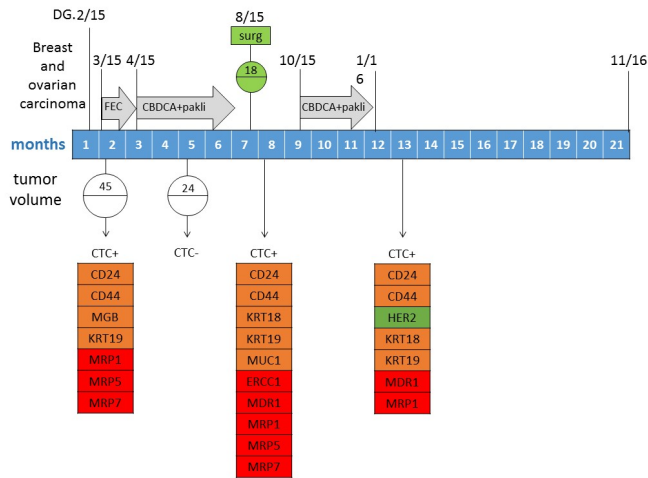 DG.2/15
8/15
surg
Breast
and
ovarian
carcinoma
3/15
4/15
18
10/15
1/1
6
11/16
FEC
CBDCA+pakli
CBDCA+pakli
months
1 2 3 4 5 6 7 8 9 10 11 12 13 14 15 16 17 18 19 20 21
tumor
volume
45
24
CTC+
CD24
CD44
MGB
KRT19
MRP1
MRP5
MRP7
CTC-
CTC+
CD24
CD44
KRT18
KRT19
MUC1
ERCC1
MDR1
MRP1
MRP5
MRP7
CTC+
CD24
CD44
HER2
KRT18
KRT19
MDR1
MRP1